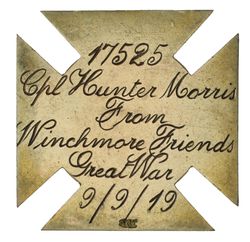 17525
Cpl Hunter Morris
From
Winchmore Friends
Great War
9/9/19